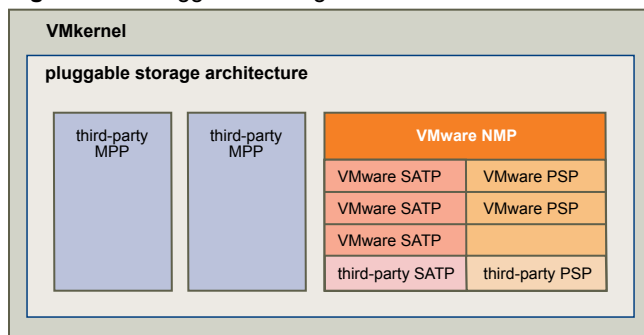 VMkernel
pluggable storage architecture
third-party
MPP
third-party
MPP
VMware NMP
VMware SATP
VMware PSP
VMware SATP
VMware PSP
VMware SATP
third-party SATP
third-party PSP